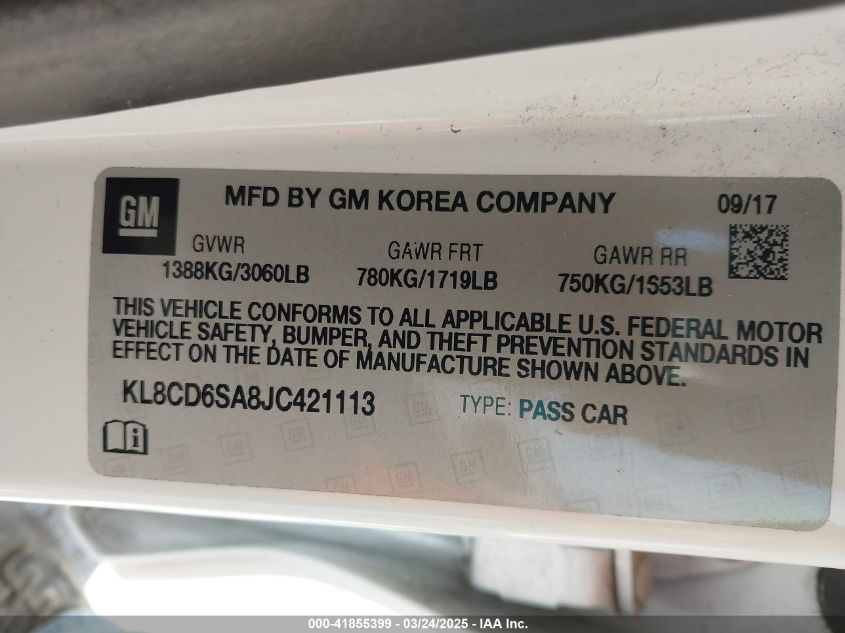 GM
MFD BY GM KOREA COMPANY 09/17
GVWR GAWR FRT GAWR RR
1388KG/3060LB 780KG/1719LB 750KG/1653LB
THIS VEHICLE CONFORMS TO ALL APPLICABLE U.S. FEDERAL MOTOR
VEHICLE SAFETY, BUMPER, AND THEFT PREVENTION STANDARDS IN
EFFECT ON THE DATE OF MANUFACTURE SHOWN ABOVE.
KL8CD6SA8JC421113 TYPE: PASS CAR
000-41855399 - 03/24/2025 - IAA Inc.